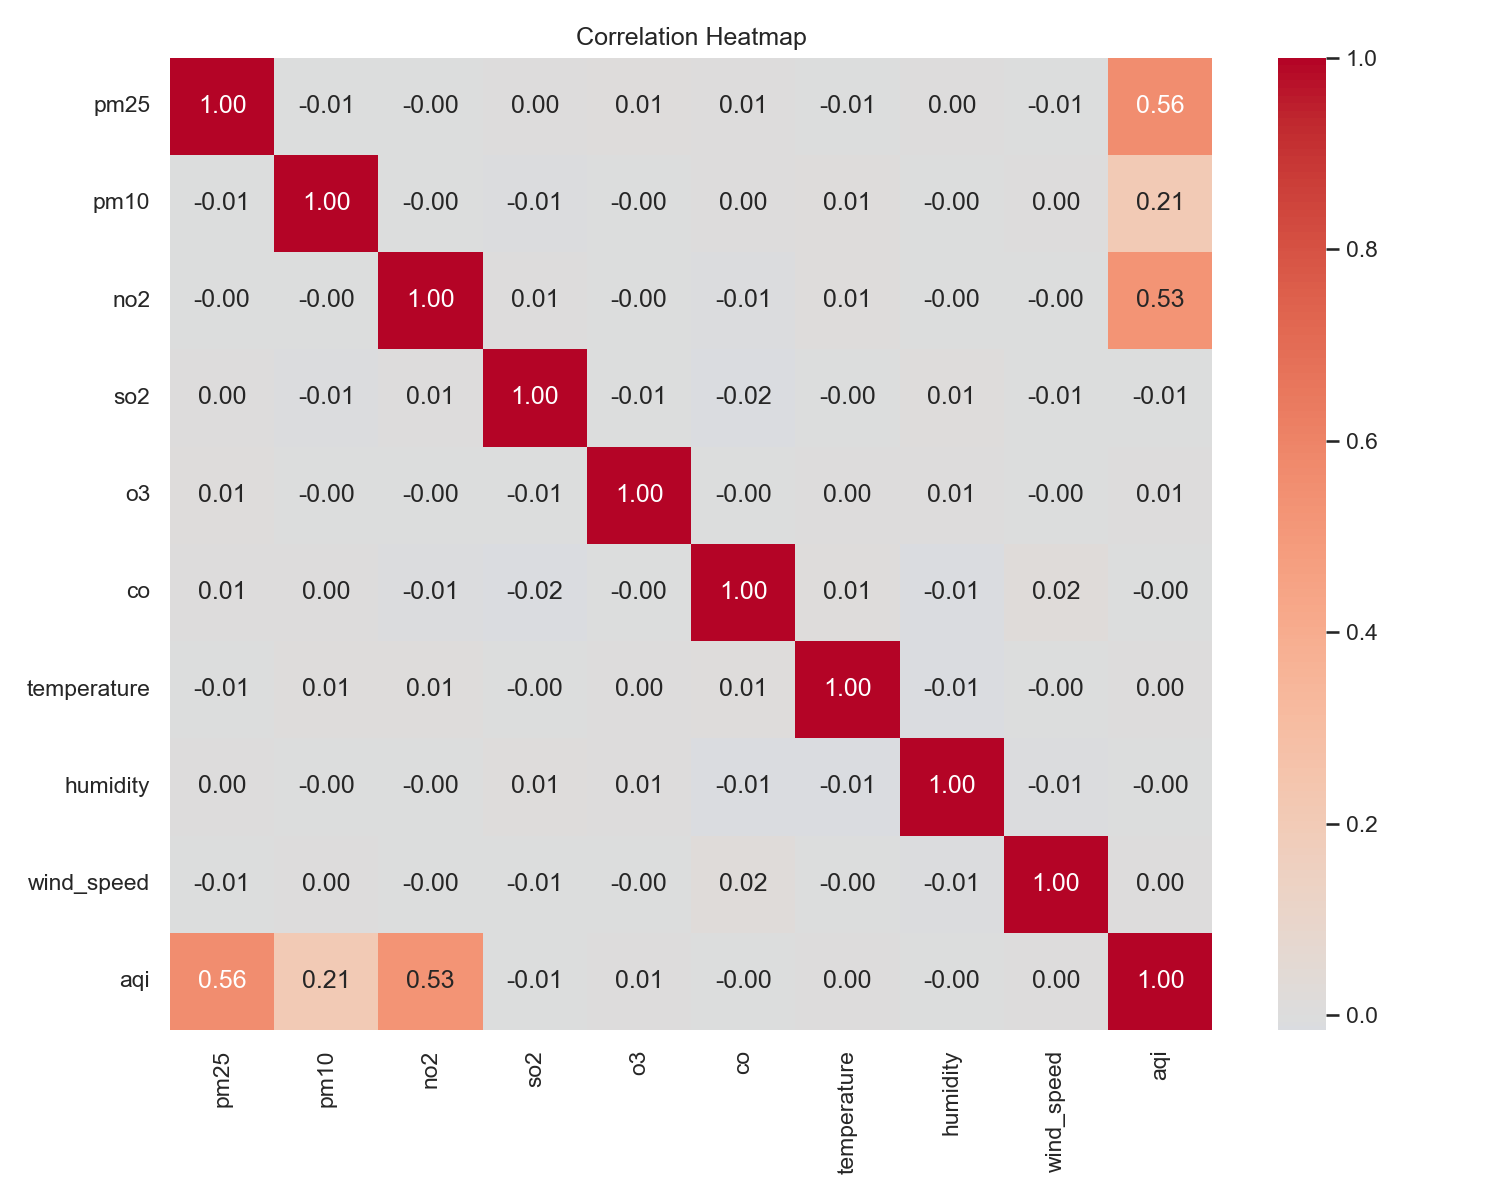 Correlation Heatmap
pm25 1.00 -0.01 -0.00 0.00 0.01 0.01 -0.01 0.00 -0.01 0.56
pm10 -0.01 1.00 -0.00 -0.01 -0.00 0.00 0.01 -0.00 0.00 0.21
no2 -0.00 -0.00 1.00 0.01 -0.00 -0.01 0.01 -0.00 -0.00 0.53
so2 0.00 -0.01 0.01 1.00 -0.01 -0.02 -0.00 0.01 -0.01 -0.01
o3 0.01 -0.00 -0.00 -0.01 1.00 -0.00 0.00 0.01 -0.00 0.01
co 0.01 0.00 -0.01 -0.02 -0.00 1.00 0.01 -0.01 0.02 -0.00
temperature -0.01 0.01 0.01 -0.00 0.00 0.01 1.00 -0.01 -0.00 0.00
humidity 0.00 -0.00 -0.00 0.01 0.01 -0.01 -0.01 1.00 -0.01 -0.00
wind_speed -0.01 0.00 -0.00 -0.01 -0.00 0.02 -0.00 -0.01 1.00 0.00
aqi 0.56 0.21 0.53 -0.01 0.01 -0.00 0.00 -0.00 0.00 1.00
pm25 pm10 no2 so2 o3 co temperature humidity wind_speed aqi
1.0
0.8
0.6
0.4
0.2
0.0